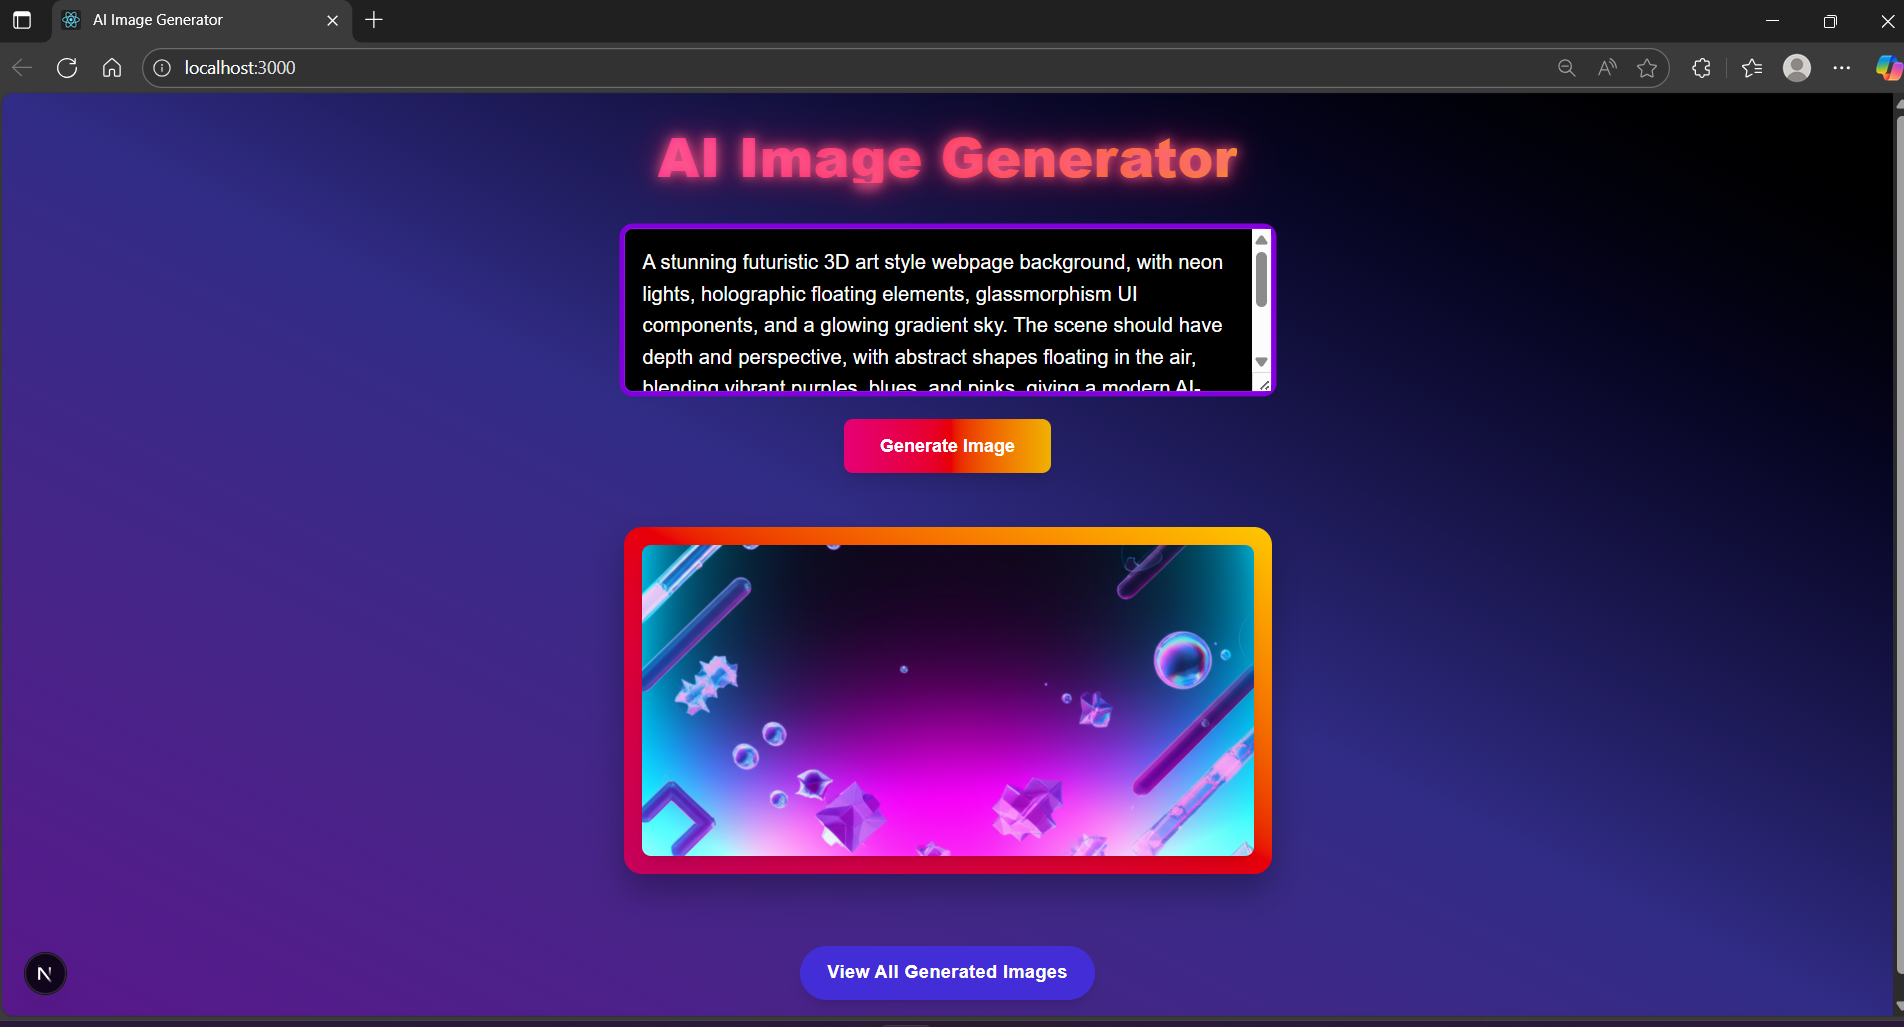 AI Image Generator
localhost:3000
AI Image Generator
A stunning futuristic 3D art style webpage background, with neon
lights, holographic floating elements, glassmorphism UI
components, and a glowing gradient sky. The scene should have
depth and perspective, with abstract shapes floating in the air,
blending vibrant purples, blues, and pinks, giving a modern AI-
Generate Image
View All Generated Images
N